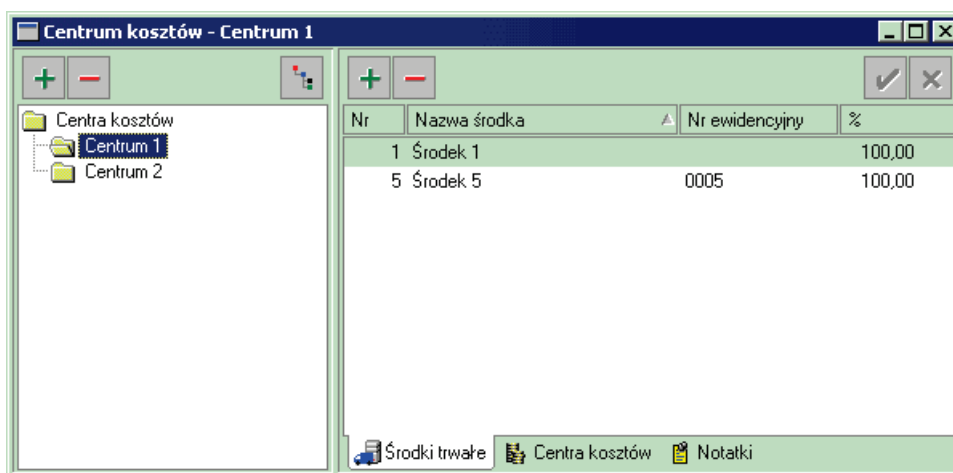 Centrum kosztów - Centrum 1
Centra kosztów
Centrum 1
Centrum 2
Nr Nazwa środka Nr ewidencyjny %
1 Środek 1 100,00
5 Środek 5 0005 100,00
Środki trwałe Centra kosztów Notatki